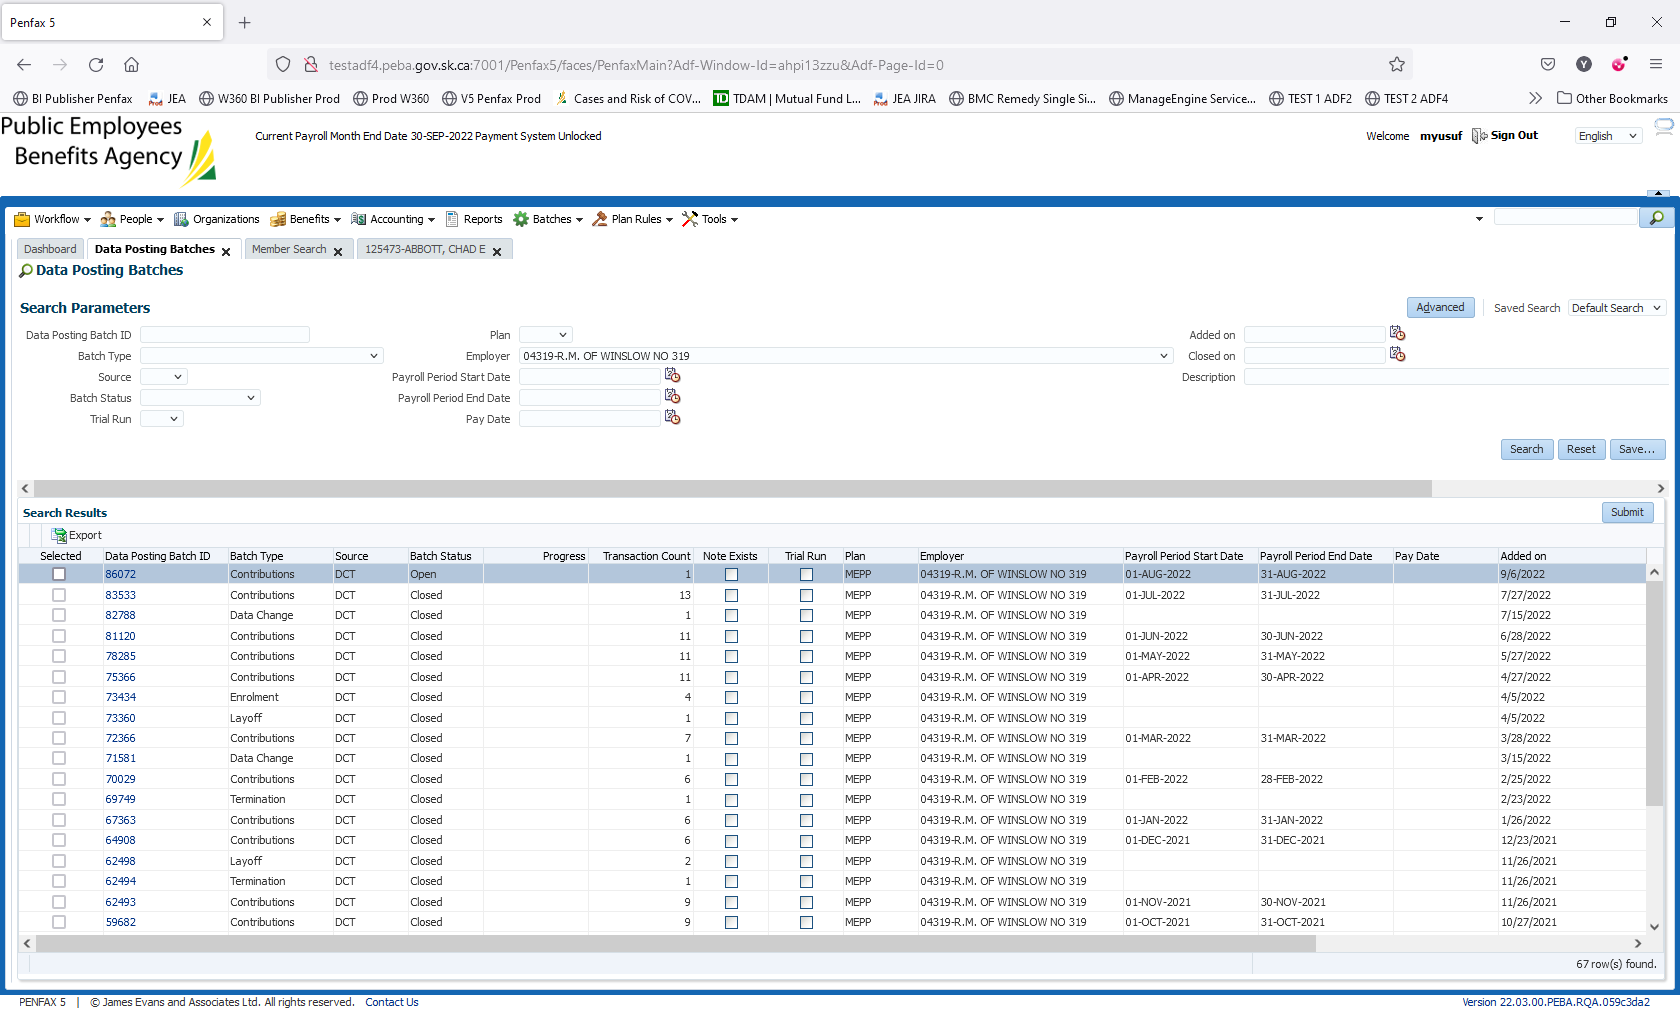 Penfax 5
testadf4.peba.gov.sk.ca:7001/Penfax5/faces/PenfaxMain?Adf-Window-Id=ahpi13zzu&Adf-Page-Id=0
BI Publisher Penfax JEA W360 BI Publisher Prod Prod W360 V5 Penfax Prod Cases and Risk of COV... TD TDAM | Mutual Fund L... JEA JIRA BMC Remedy Single Si... ManageEngine Service... TEST 1 ADF2 TEST 2 ADF4 Other Bookmarks
Public Employees
Benefits Agency
Current Payroll Month End Date 30-SEP-2022 Payment System Unlocked
Welcome myusuf Sign Out English
Workflow People Organizations Benefits Accounting Reports Batches Plan Rules Tools
Dashboard Data Posting Batches Member Search 125473-ABBOTT, CHAD E
Data Posting Batches
Search Parameters
Advanced Saved Search Default Search
Data Posting Batch ID Plan Added on
Batch Type Employer 04319-R.M. OF WINSLOW NO 319 Closed on
Source Payroll Period Start Date Description
Batch Status Payroll Period End Date
Trial Run Pay Date
Search Reset Save...
Search Results Submit
Export
Selected Data Posting Batch ID Batch Type Source Batch Status Progress Transaction Count Note Exists Trial Run Plan Employer Payroll Period Start Date Payroll Period End Date Pay Date Added on
86072 Contributions DCT Open 1 MEPP 04319-R.M. OF WINSLOW NO 319 01-AUG-2022 31-AUG-2022 9/6/2022
83533 Contributions DCT Closed 13 MEPP 04319-R.M. OF WINSLOW NO 319 01-JUL-2022 31-JUL-2022 7/27/2022
82788 Data Change DCT Closed 1 MEPP 04319-R.M. OF WINSLOW NO 319 7/15/2022
81120 Contributions DCT Closed 11 MEPP 04319-R.M. OF WINSLOW NO 319 01-JUN-2022 30-JUN-2022 6/28/2022
78285 Contributions DCT Closed 11 MEPP 04319-R.M. OF WINSLOW NO 319 01-MAY-2022 31-MAY-2022 5/27/2022
75366 Contributions DCT Closed 11 MEPP 04319-R.M. OF WINSLOW NO 319 01-APR-2022 30-APR-2022 4/27/2022
73434 Enrolment DCT Closed 4 MEPP 04319-R.M. OF WINSLOW NO 319 4/5/2022
73360 Layoff DCT Closed 1 MEPP 04319-R.M. OF WINSLOW NO 319 4/5/2022
72366 Contributions DCT Closed 7 MEPP 04319-R.M. OF WINSLOW NO 319 01-MAR-2022 31-MAR-2022 3/28/2022
71581 Data Change DCT Closed 1 MEPP 04319-R.M. OF WINSLOW NO 319 3/15/2022
70029 Contributions DCT Closed 6 MEPP 04319-R.M. OF WINSLOW NO 319 01-FEB-2022 28-FEB-2022 2/25/2022
69749 Termination DCT Closed 1 MEPP 04319-R.M. OF WINSLOW NO 319 2/23/2022
67363 Contributions DCT Closed 6 MEPP 04319-R.M. OF WINSLOW NO 319 01-JAN-2022 31-JAN-2022 1/26/2022
64908 Contributions DCT Closed 6 MEPP 04319-R.M. OF WINSLOW NO 319 01-DEC-2021 31-DEC-2021 12/23/2021
62498 Layoff DCT Closed 2 MEPP 04319-R.M. OF WINSLOW NO 319 11/26/2021
62494 Termination DCT Closed 1 MEPP 04319-R.M. OF WINSLOW NO 319 11/26/2021
62493 Contributions DCT Closed 9 MEPP 04319-R.M. OF WINSLOW NO 319 01-NOV-2021 30-NOV-2021 11/26/2021
59682 Contributions DCT Closed 9 MEPP 04319-R.M. OF WINSLOW NO 319 01-OCT-2021 31-OCT-2021 10/27/2021
67 row(s) found.
PENFAX 5 | © James Evans and Associates Ltd. All rights reserved. Contact Us Version 22.03.00.PEBA.RQA.059c3da2